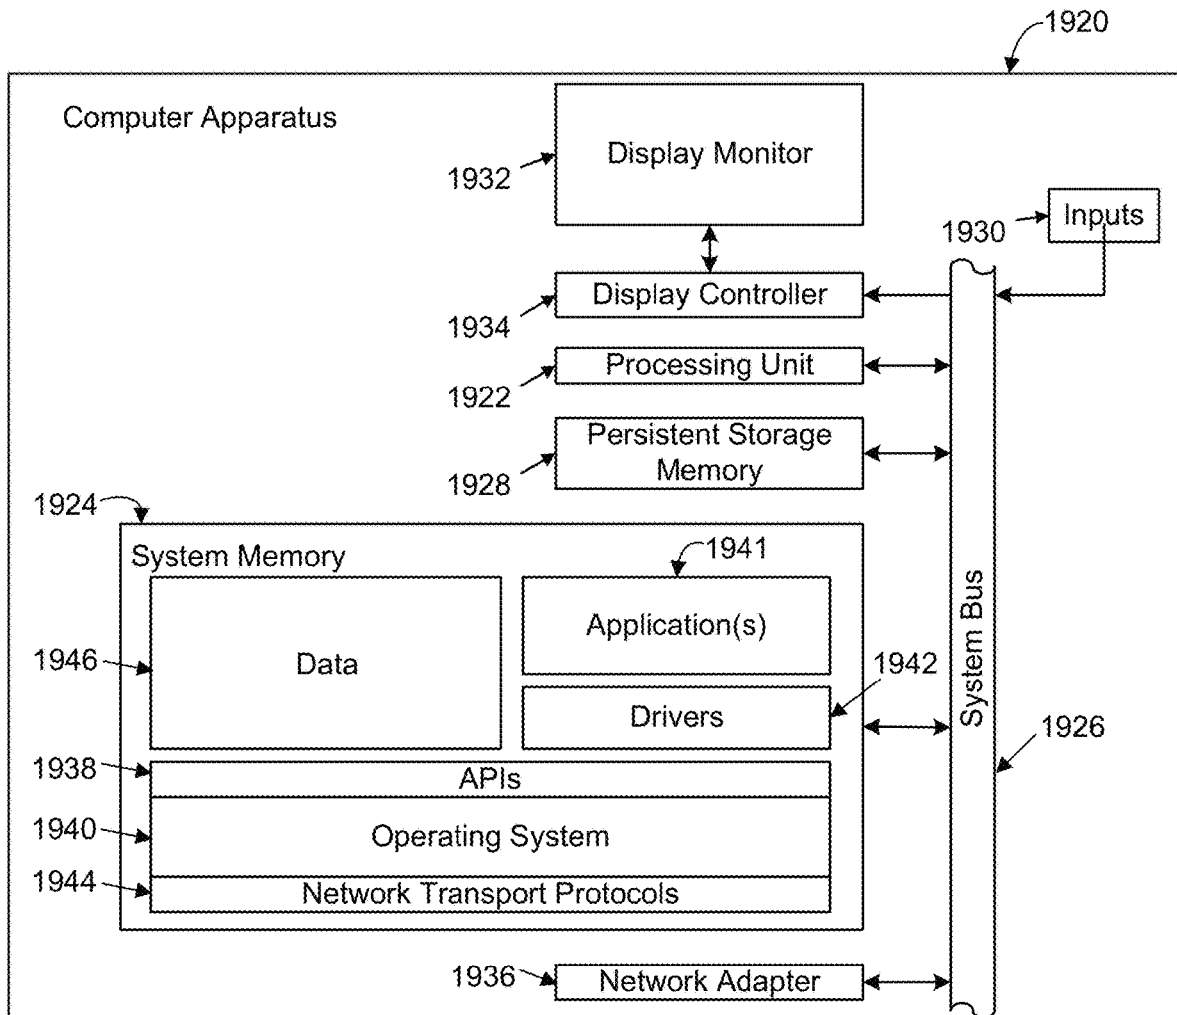 1920
Computer Apparatus
Display Monitor
1932
Inputs
1930
Display Controller
1934
Processing Unit
1922
Persistent Storage
Memory
1928
1924
System Memory
1941
Application(s)
1946
Data
1942
Drivers
System Bus
1926
1938
APIs
1940
Operating System
1944
Network Transport Protocols
1936
Network Adapter